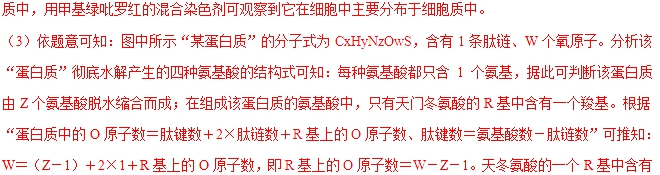 质中，用甲基绿吡罗红的混合染色剂可观察到它在细胞中主要分布于细胞质中。
（3）依题意可知：图中所示“某蛋白质”的分子式为 CxHyNzOwS，含有 1 条肽链、W 个氧原子。分析该
“蛋白质”彻底水解产生的四种氨基酸的结构式可知：每种氨基酸都只含 1 个氨基，据此可判断该蛋白质
由 Z 个氨基酸脱水缩合而成；在组成该蛋白质的氨基酸中，只有天门冬氨酸的 R 基中含有一个羧基。根据
“蛋白质中的 O 原子数＝肽键数＋2×肽链数＋R 基上的 O 原子数、肽键数＝氨基酸数－肽链数”可推知：
W＝（Z－1）＋2×1＋R 基上的 O 原子数，即 R 基上的 O 原子数＝W－Z－1。天冬氨酸的一个 R 基中含有